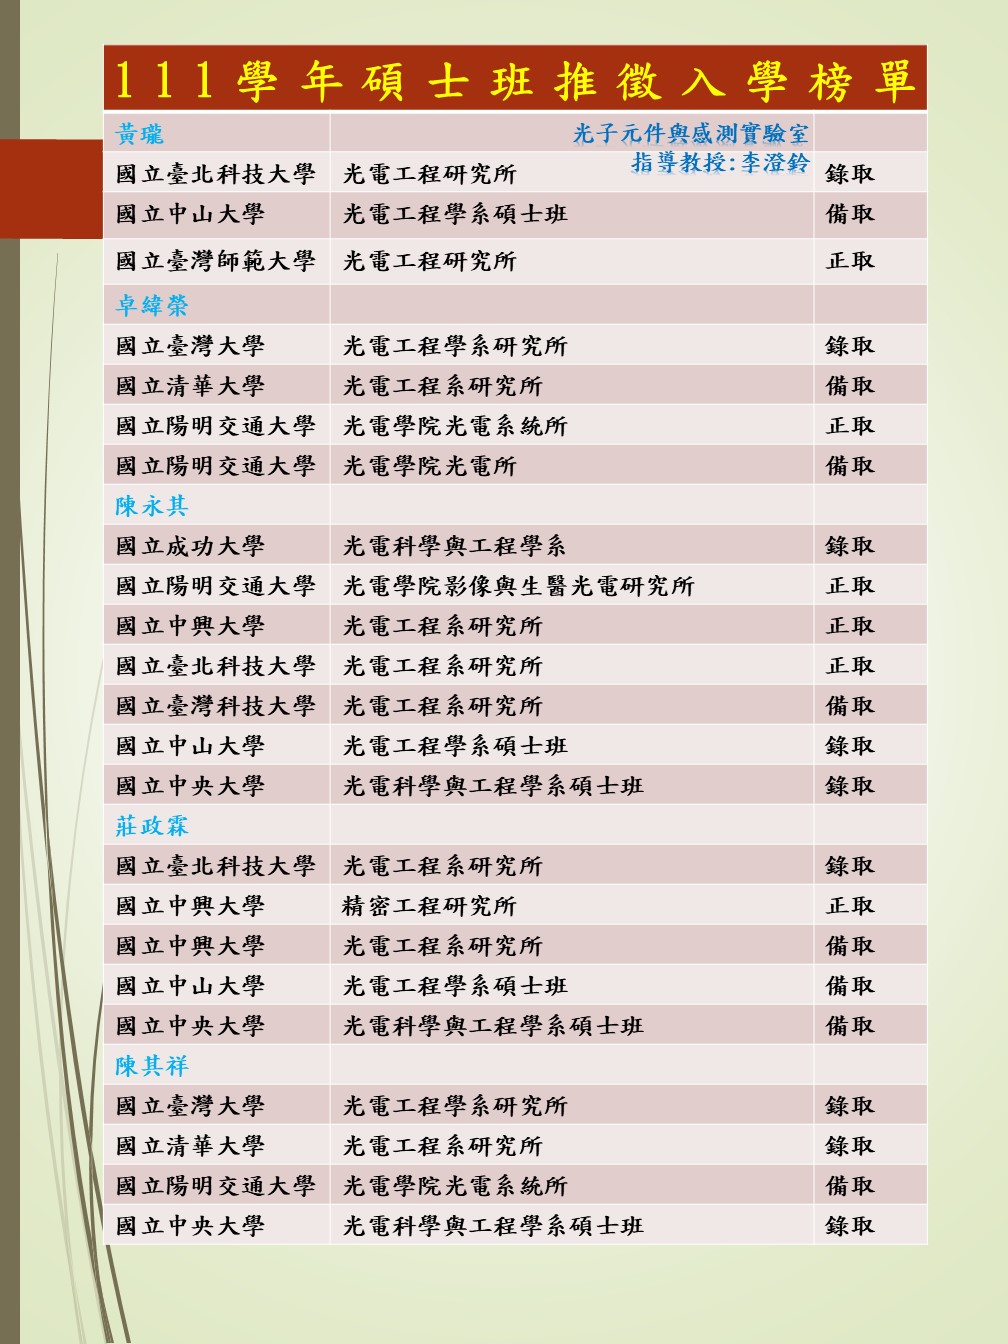 111學年碩士班推徵入學榜單
黃瓏
光子元件與感測實驗室
指導教授:李澄鈴
國立臺北科技大學 光電工程研究所 錄取
國立中山大學 光電工程學系碩士班 備取
國立臺灣師範大學 光電工程研究所 正取
卓緯榮
國立臺灣大學 光電工程學系研究所 錄取
國立清華大學 光電工程系研究所 備取
國立陽明交通大學 光電學院光電系統所 正取
國立陽明交通大學 光電學院光電所 備取
陳永其
國立成功大學 光電科學與工程學系 錄取
國立陽明交通大學 光電學院影像與生醫光電研究所 正取
國立中興大學 光電工程系研究所 正取
國立臺北科技大學 光電工程系研究所 正取
國立臺灣科技大學 光電工程系研究所 備取
國立中山大學 光電工程學系碩士班 錄取
國立中央大學 光電科學與工程學系碩士班 錄取
莊政霖
國立臺北科技大學 光電工程系研究所 錄取
國立中興大學 精密工程研究所 正取
國立中興大學 光電工程系研究所 備取
國立中山大學 光電工程學系碩士班 備取
國立中央大學 光電科學與工程學系碩士班 備取
陳其祥
國立臺灣大學 光電工程學系研究所 錄取
國立清華大學 光電工程系研究所 錄取
國立陽明交通大學 光電學院光電系統所 備取
國立中央大學 光電科學與工程學系碩士班 錄取